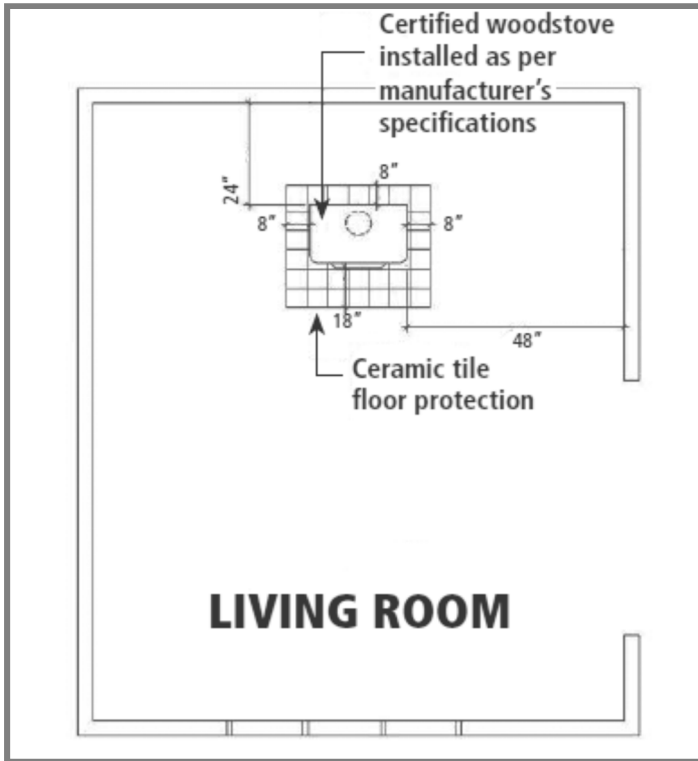 Certified woodstove
installed as per
manufacturer's
specifications
8”
24”
8”
8”
18”
48”
Ceramic tile
floor protection
LIVING ROOM